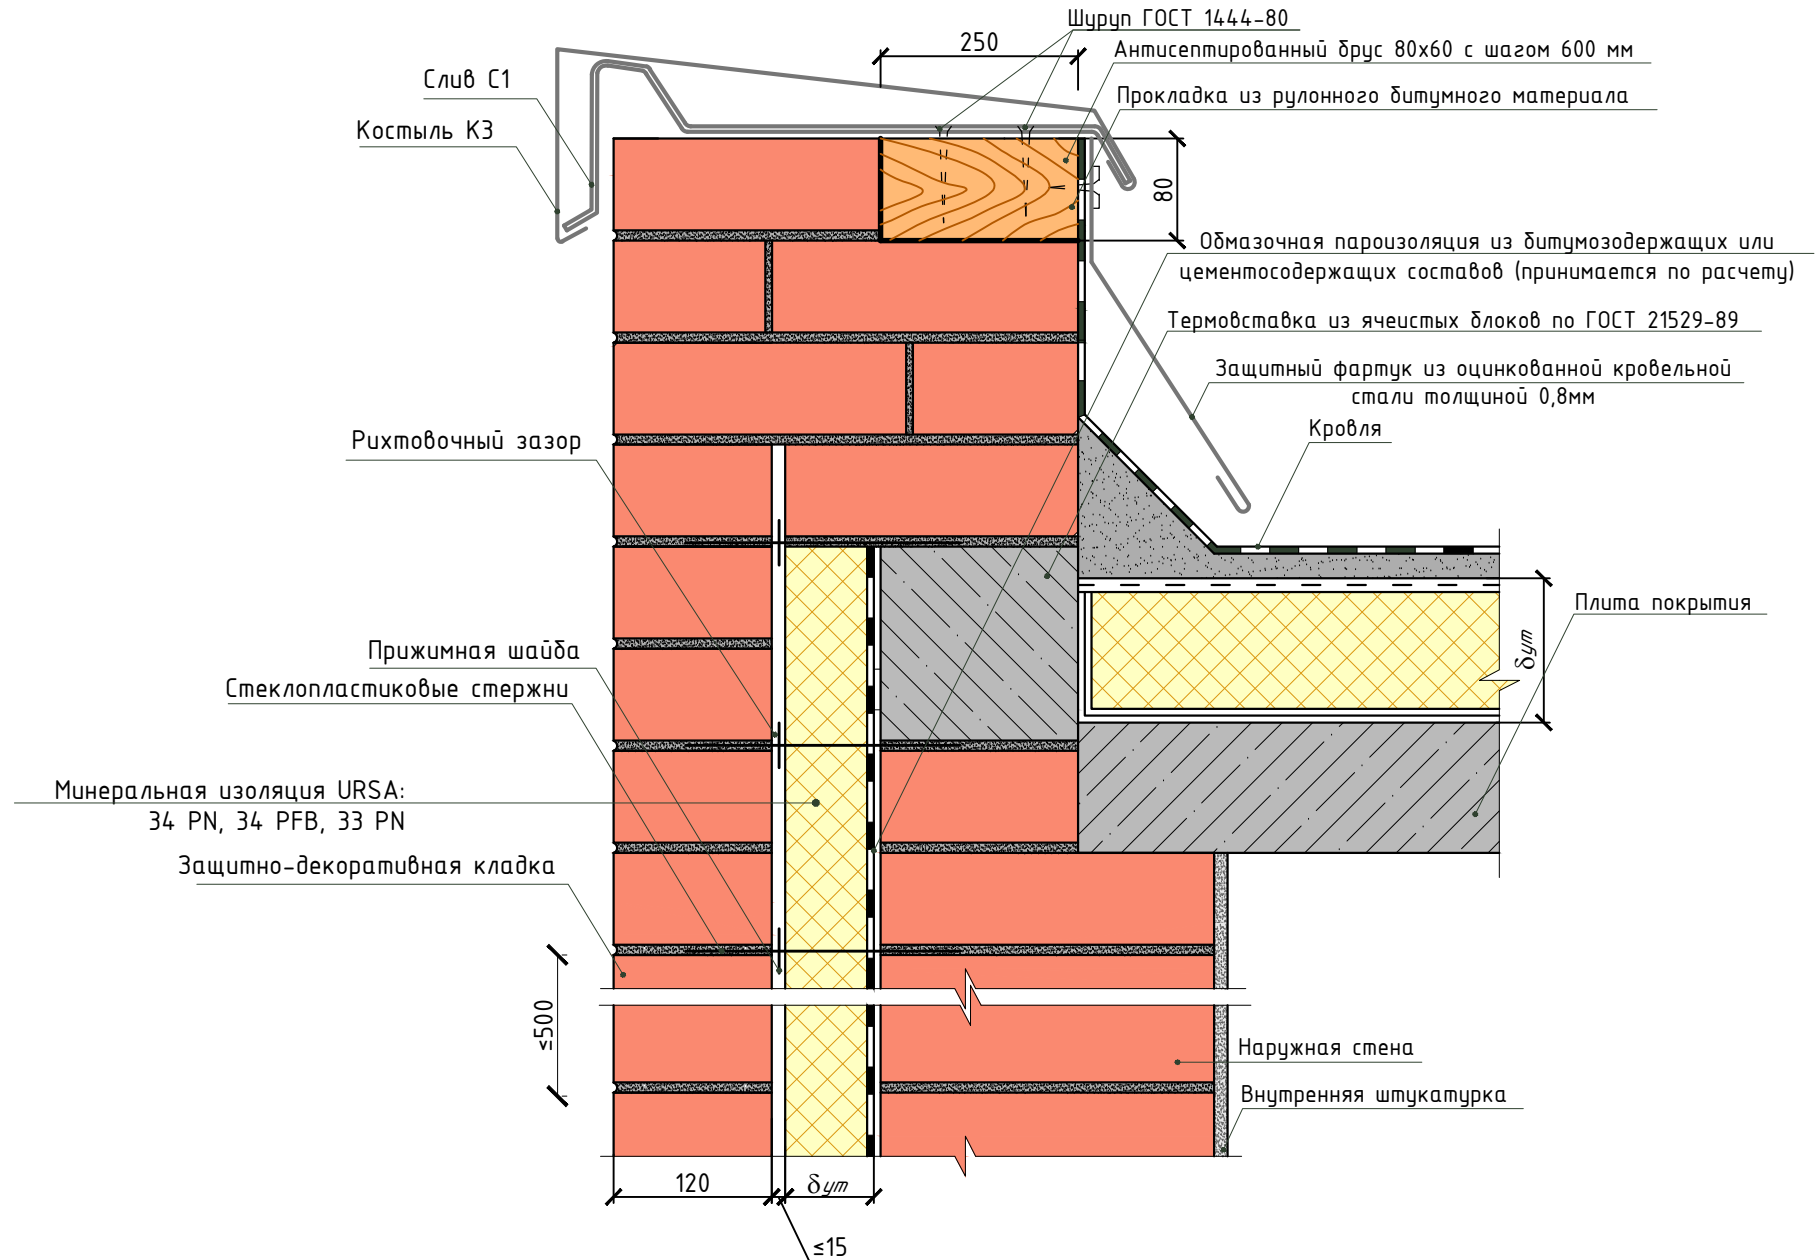 Шуруп ГОСТ 1444-80
250
Антисептированный брус 80х60 с шагом 600 мм
Слив С1
Прокладка из рулонного битумного материала
Костыль К3
80
Обмазочная пароизоляция из битумозодержащих или
цементосодержащих составов (принимается по расчету)
Термовставка из ячеистых блоков по ГОСТ 21529-89
Защитный фартук из оцинкованной кровельной
стали толщиной 0,8мм
Рихтовочный зазор
Кровля
Плита покрытия
δут
Прижимная шайба
Стеклопластиковые стержни
Минеральная изоляция URSA:
34 PN, 34 PFB, 33 PN
Защитно-декоративная кладка
≤500
Наружная стена
Внутренняя штукатурка
120
δут
≤15